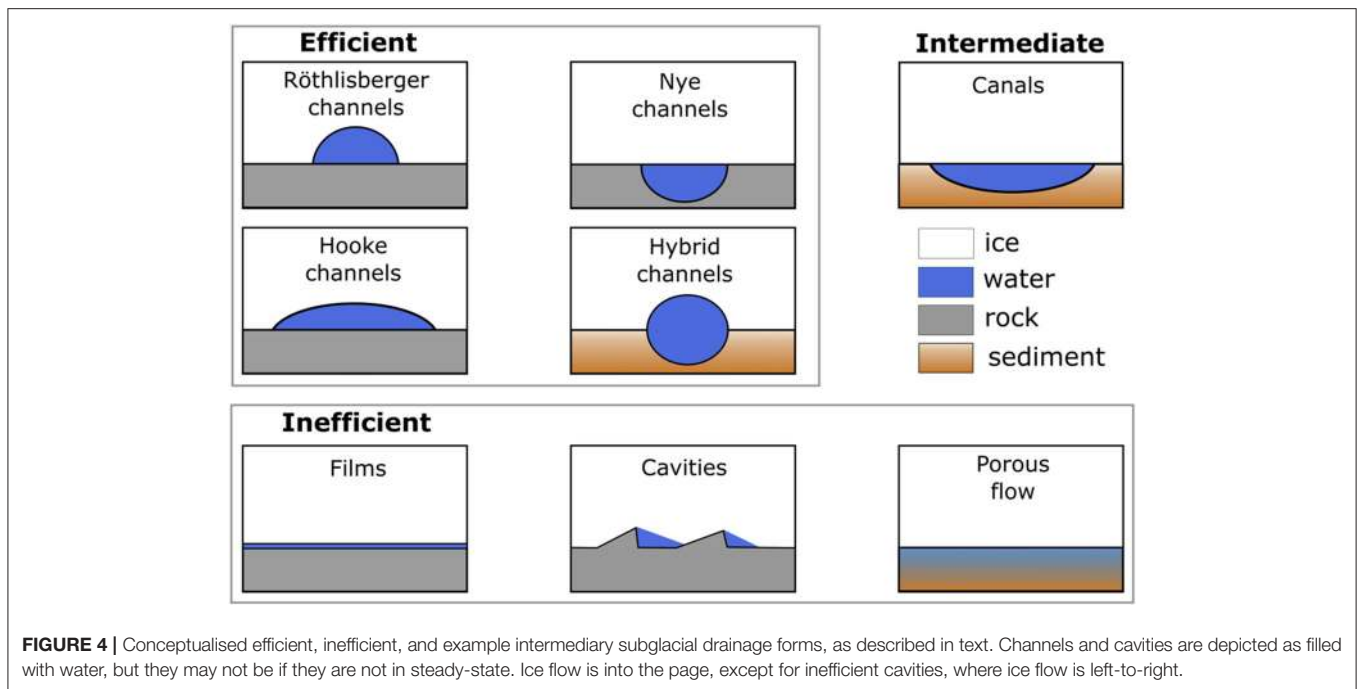 Efficient
Röthlisberger
channels
Nye
channels
Hooke
channels
Hybrid
channels
Intermediate
Canals
ice
water
rock
sediment
Inefficient
Films
Cavities
Porous
flow
FIGURE 4 | Conceptualised efficient, inefficient, and example intermediary subglacial drainage forms, as described in text. Channels and cavities are depicted as filled
with water, but they may not be if they are not in steady-state. Ice flow is into the page, except for inefficient cavities, where ice flow is left-to-right.